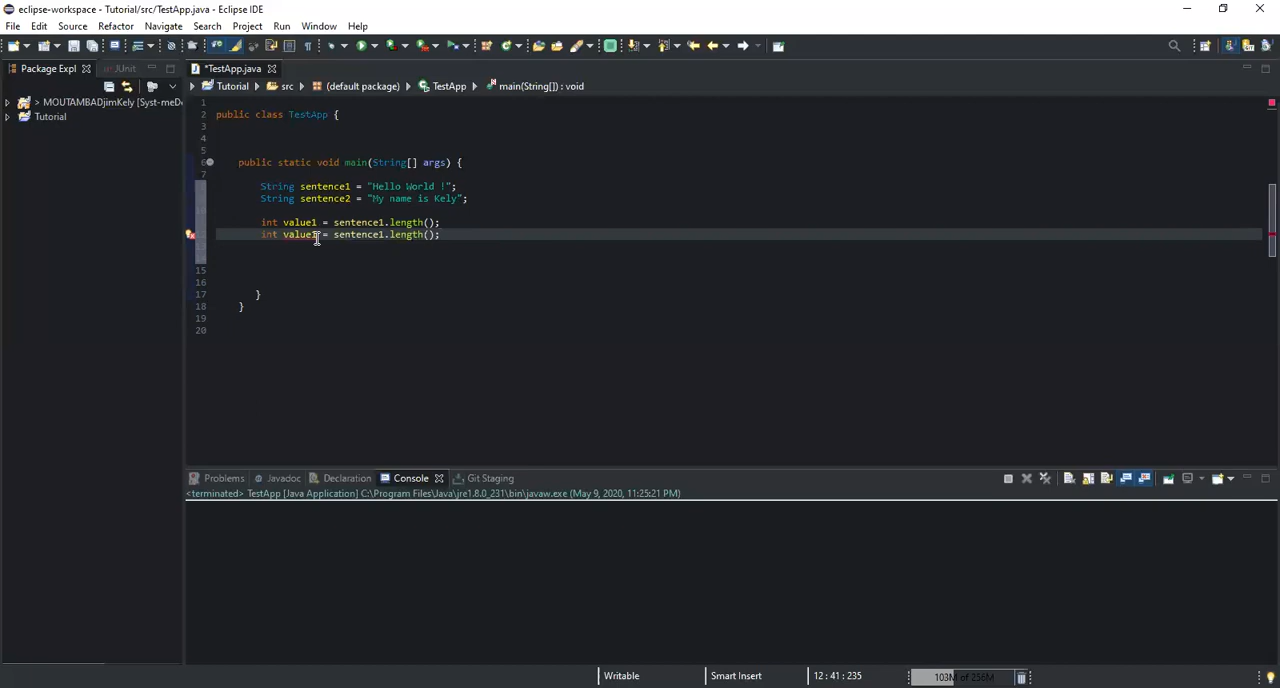 eclipse-workspace - Tutorial/src/TestApp.java - Eclipse IDE
File Edit Source Refactor Navigate Search Project Run Window Help
Package Expl JUnit
*TestApp.java
Tutorial src (default package) TestApp main(String[]) : void
> MOUTAMBADjimKely [Syst-meD
Tutorial
1
2 public class TestApp {
3
4
5
6 public static void main(String[] args) {
7
String sentence1 = "Hello World !";
String sentence2 = "My name is Kely";
int value1 = sentence1.length();
int value1 = sentence1.length();
15
16
17 }
18 }
19
20
Problems Javadoc Declaration Console Git Staging
<terminated> TestApp [Java Application] C:\Program Files\Java\jre1.8.0_231\bin\javaw.exe (May 9, 2020, 11:25:21 PM)
Writable Smart Insert 12 : 41 : 235 103M of 256M